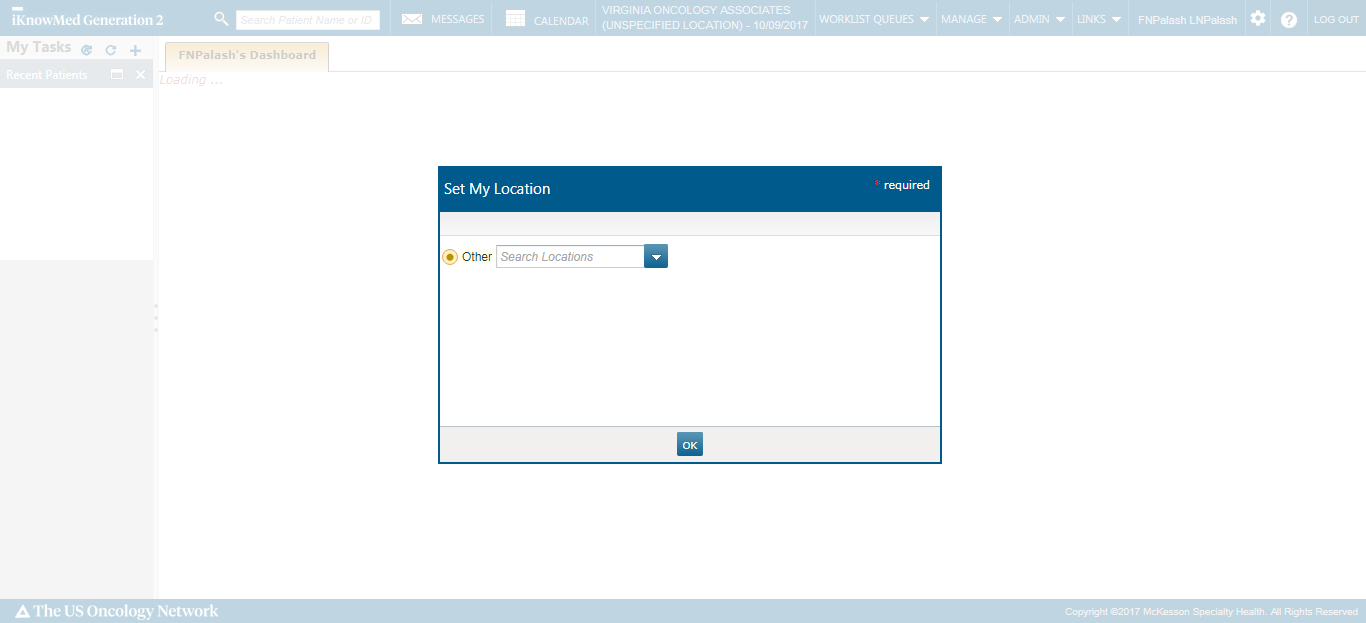 iKnowMed Generation 2
Search Patient Name or ID
MESSAGES
CALENDAR
VIRGINIA ONCOLOGY ASSOCIATES
(UNSPECIFIED LOCATION) - 10/09/2017
WORKLIST QUEUES
MANAGE
ADMIN
LINKS
FNPalash LNPalash
?
LOG OUT
My Tasks
FNPalash's Dashboard
Recent Patients
Loading ...
Set My Location
* required
Other
Search Locations
OK
The US Oncology Network
Copyright ©2017 McKesson Specialty Health. All Rights Reserved